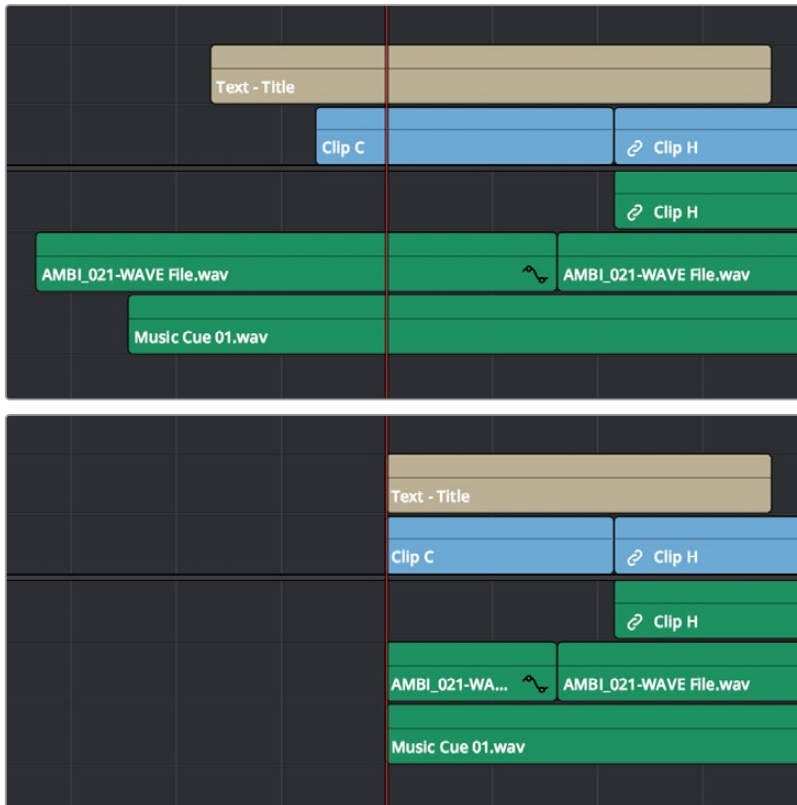 Text - Title
Clip C
Clip H
Clip H
AMBI_021-WAVE File.wav
AMBI_021-WAVE File.wav
Music Cue 01.wav
Text - Title
Clip C
Clip H
Clip H
AMBI_021-WA...
AMBI_021-WAVE File.wav
Music Cue 01.wav